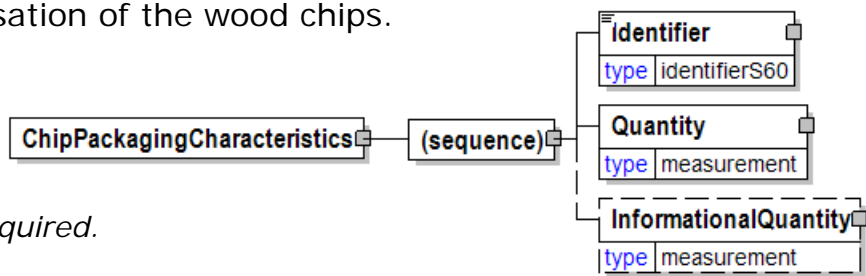 sation of the wood chips.
Identifier
type identifierS60
ChipPackagingCharacteristics (sequence)
Quantity
type measurement
quired.
InformationalQuantity
type measurement